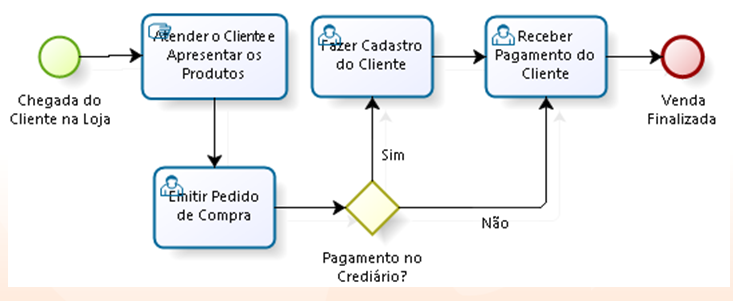 Chegada do
Cliente na Loja
Atender o Cliente e
Apresentar os
Produtos
Emitir Pedido
de Compra
Pagamento no
Crediário?
Sim
Não
Fazer Cadastro
do Cliente
Receber
Pagamento do
Cliente
Venda
Finalizada